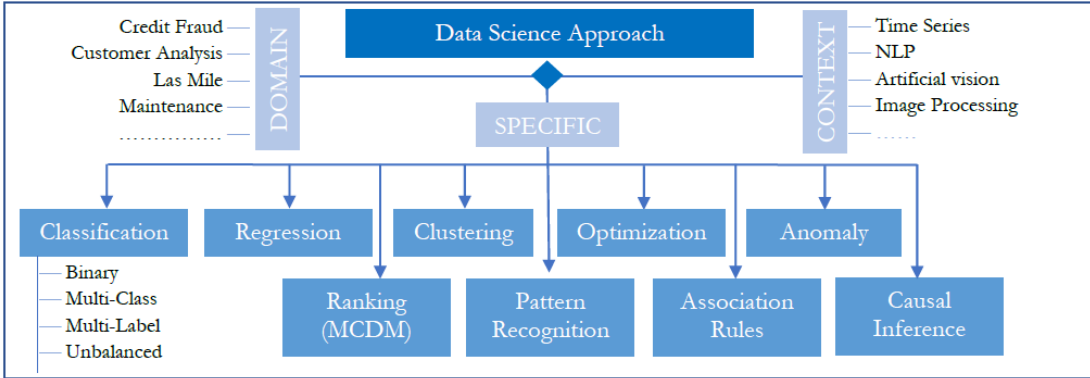 Data Science Approach
DOMAIN
Credit Fraud
Customer Analysis
Las Mile
Maintenance
...............
CONTEXT
Time Series
NLP
Artificial vision
Image Processing
......
SPECIFIC
Classification
Regression
Clustering
Optimization
Anomaly
Binary
Multi-Class
Multi-Label
Unbalanced
Ranking
(MCDM)
Pattern
Recognition
Association
Rules
Causal
Inference